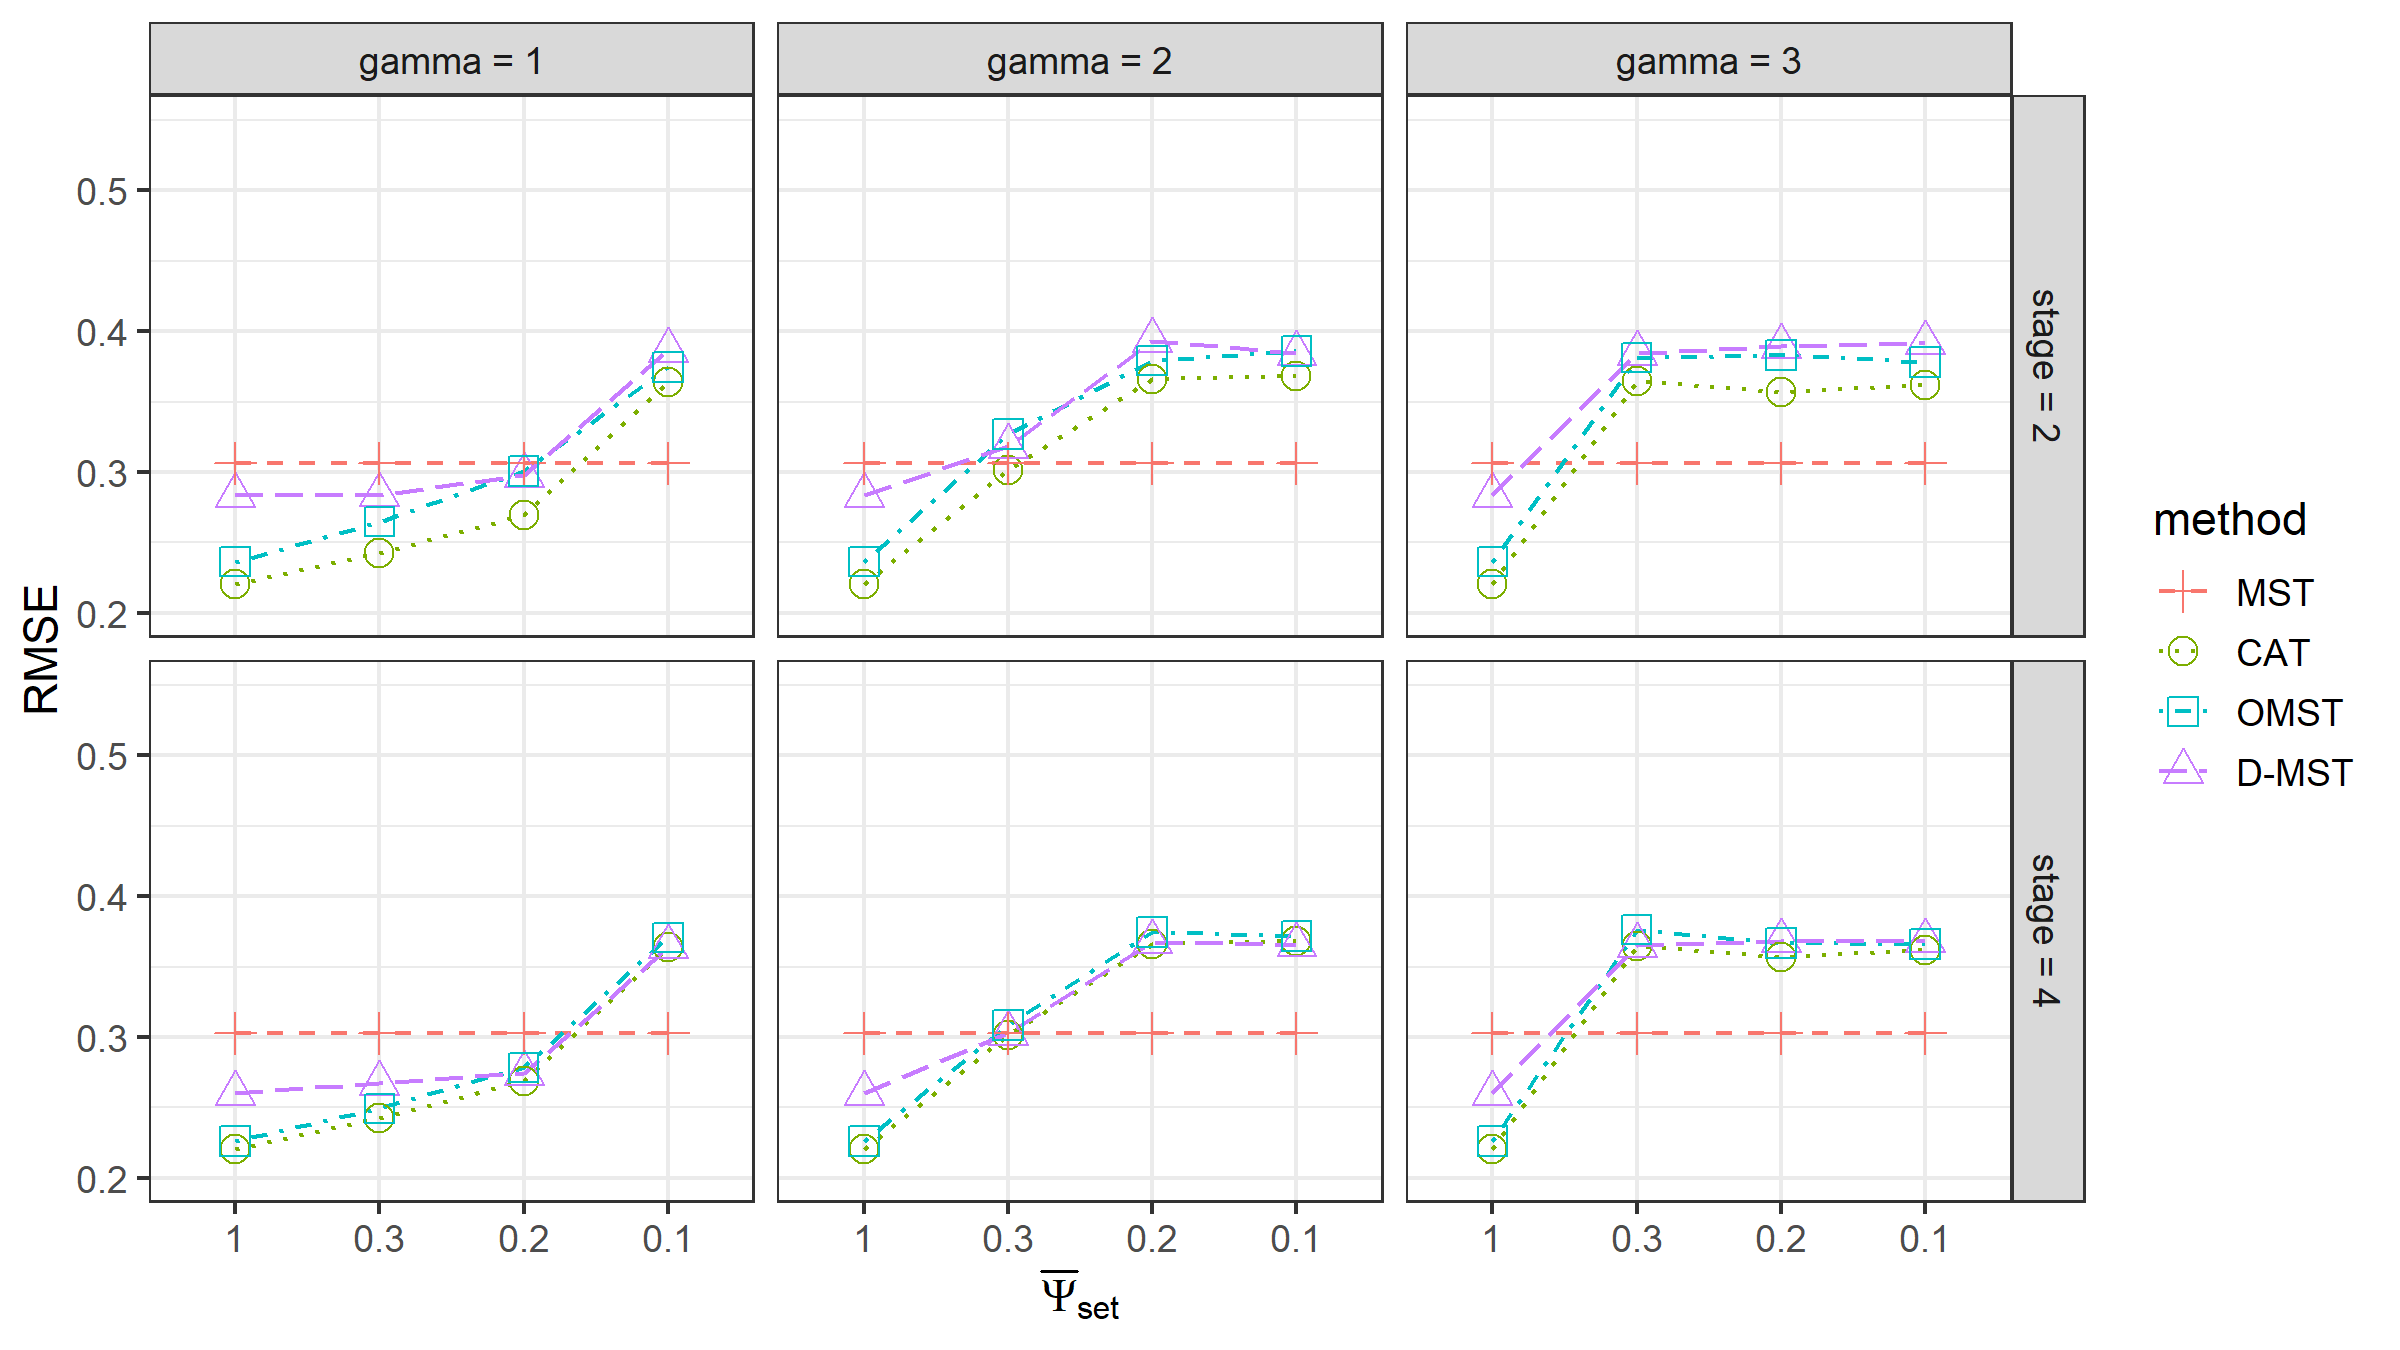 gamma = 1
gamma = 2
gamma = 3
0.5
0.4
0.3
0.2
stage = 2
RMSE
0.5
0.4
0.3
0.2
stage = 4
1 0.3 0.2 0.1
1 0.3 0.2 0.1
1 0.3 0.2 0.1
Ψ̅set
method
MST
CAT
OMST
D-MST